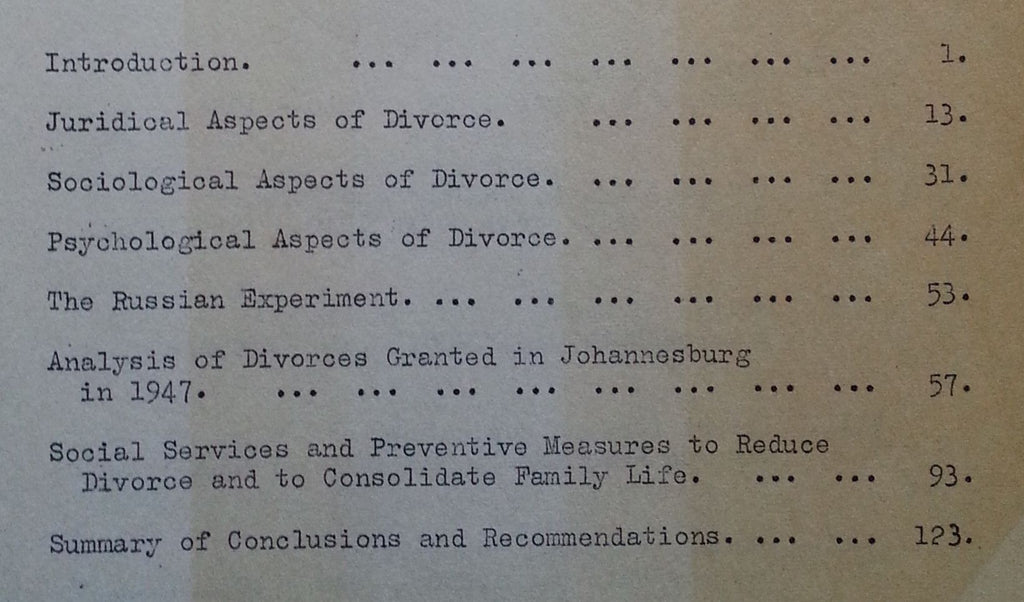 Introduction. ... ... ... ... ... ... ... 1.
Juridical Aspects of Divorce. ... ... ... ... 13.
Sociological Aspects of Divorce. ... ... ... ... 31.
Psychological Aspects of Divorce. ... ... ... ... 44.
The Russian Experiment. ... ... ... ... ... ... 53.
Analysis of Divorces Granted in Johannesburg
in 1947. ... ... ... ... ... ... ... ... 57.
Social Services and Preventive Measures to Reduce
Divorce and to Consolidate Family Life. ... ... 93.
Summary of Conclusions and Recommendations. ... ... 123.